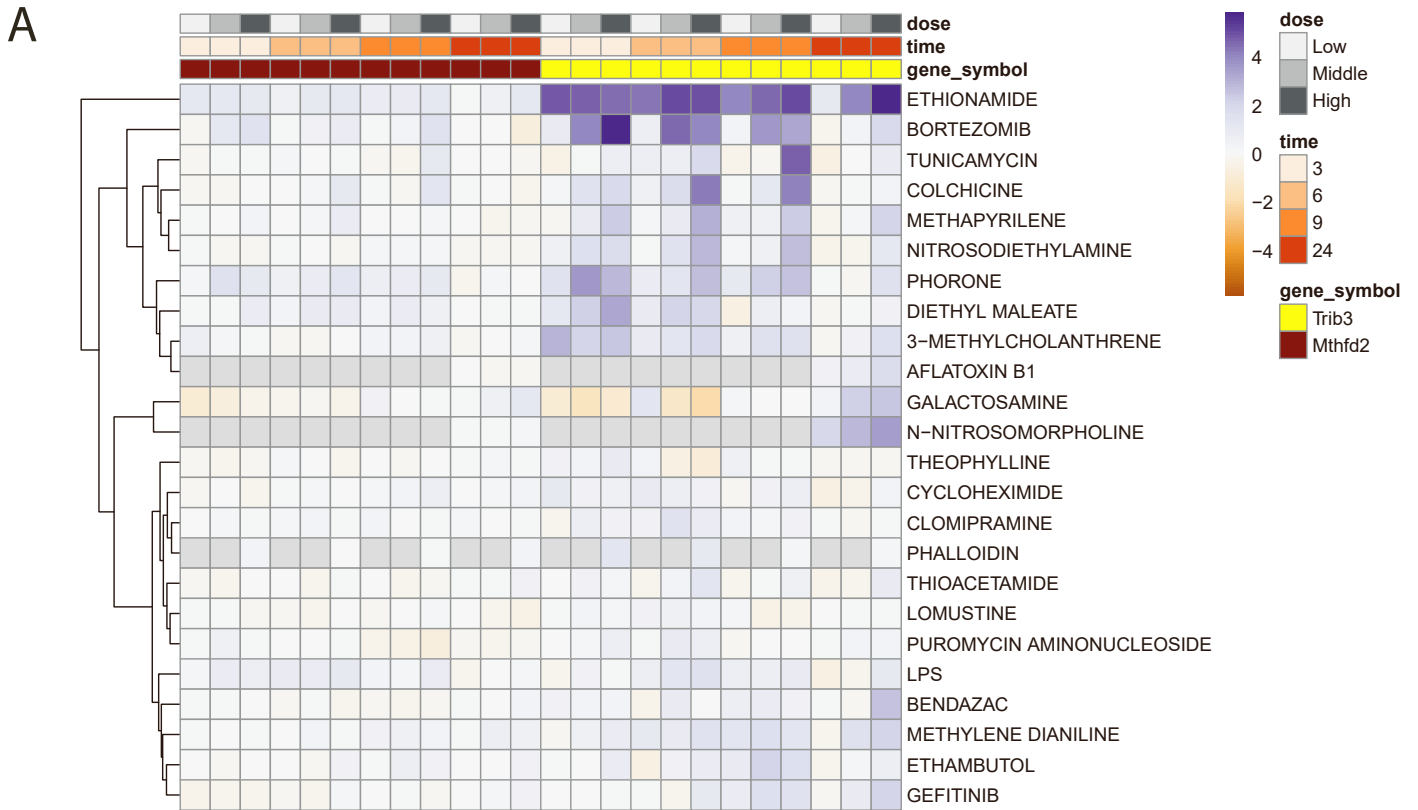 A
dose
time
gene_symbol
ETHIONAMIDE
BORTEZOMIB
TUNICAMYCIN
COLCHICINE
METHAPYRILENE
NITROSODIETHYLAMINE
PHORONE
DIETHYL MALEATE
3−METHYLCHOLANTHRENE
AFLATOXIN B1
GALACTOSAMINE
N−NITROSOMORPHOLINE
THEOPHYLLINE
CYCLOHEXIMIDE
CLOMIPRAMINE
PHALLOIDIN
THIOACETAMIDE
LOMUSTINE
PUROMYCIN AMINONUCLEOSIDE
LPS
BENDAZAC
METHYLENE DIANILINE
ETHAMBUTOL
GEFITINIB
4
2
0
−2
−4
dose
Low
Middle
High
time
3
6
9
24
gene_symbol
Trib3
Mthfd2